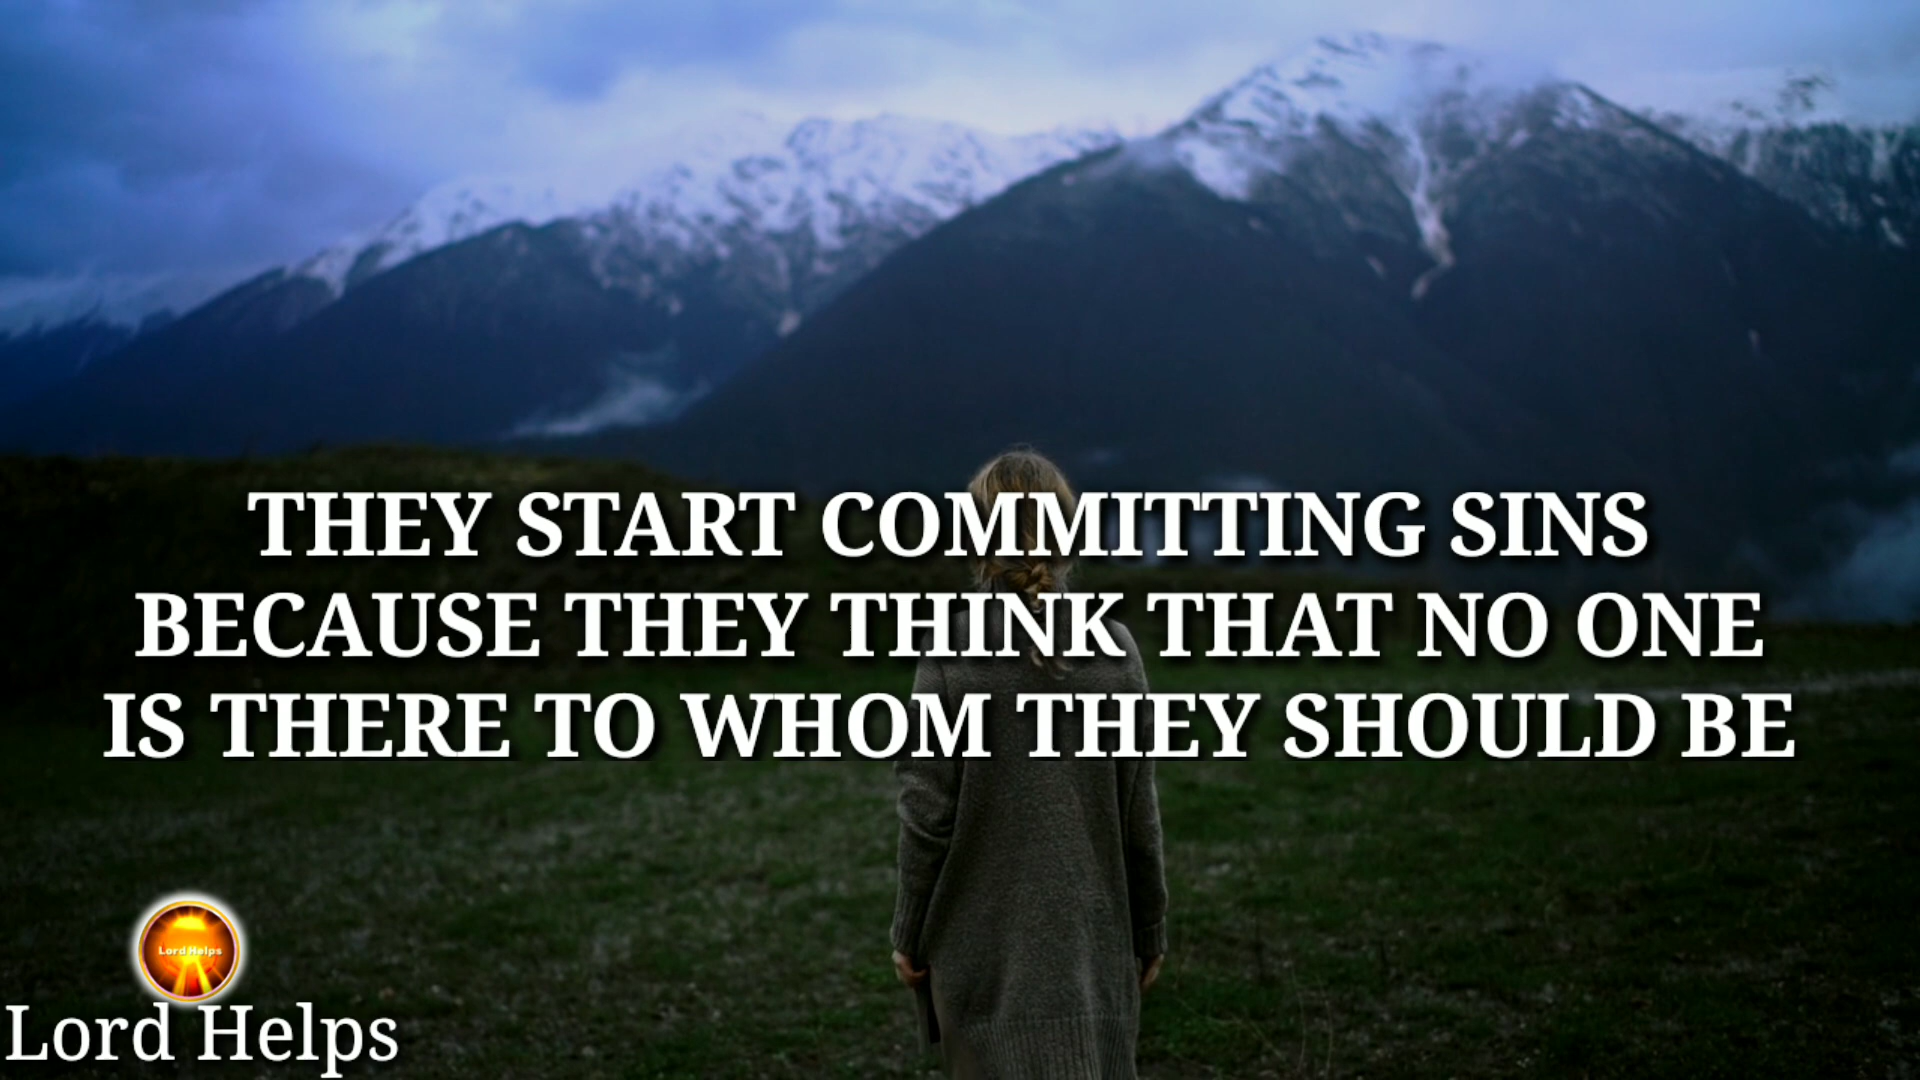 THEY START COMMITTING SINS
BECAUSE THEY THINK THAT NO ONE
IS THERE TO WHOM THEY SHOULD BE
Lord Helps
Lord Helps